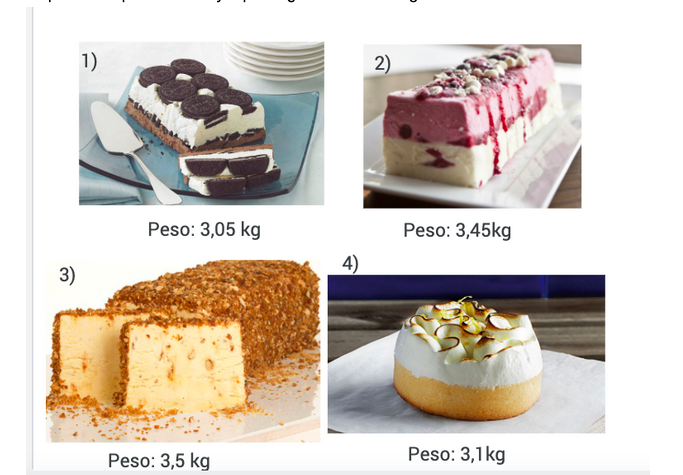 1)
2)
Peso: 3,05 kg
Peso: 3,45kg
3)
4)
Peso: 3,5 kg
Peso: 3,1kg